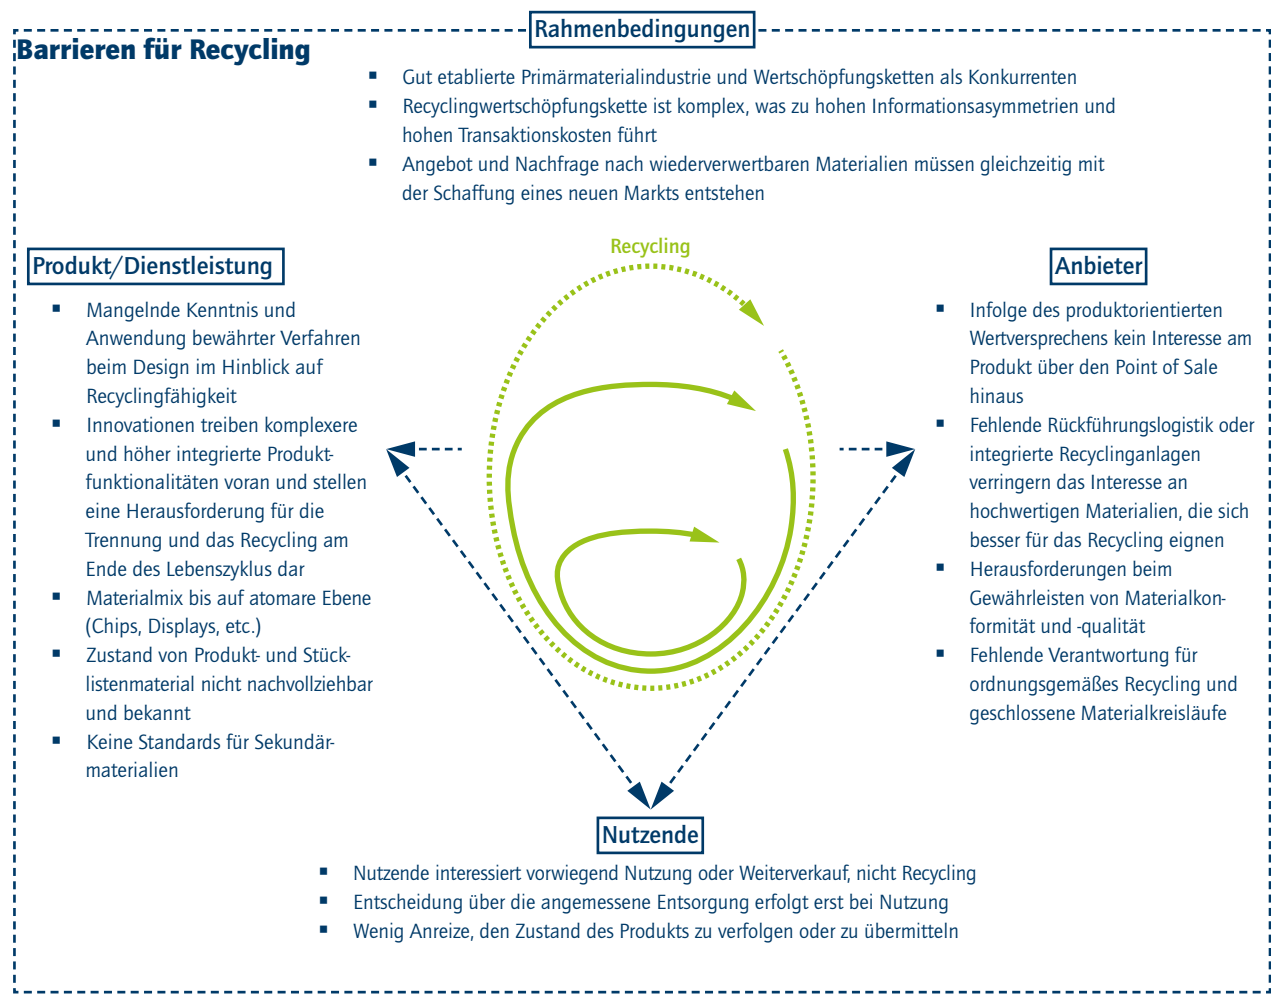 Rahmenbedingungen
Barrieren für Recycling
▪ Gut etablierte Primärmaterialindustrie und Wertschöpfungsketten als Konkurrenten
▪ Recyclingwertschöpfungskette ist komplex, was zu hohen Informationsasymmetrien und
hohen Transaktionskosten führt
▪ Angebot und Nachfrage nach wiederverwertbaren Materialien müssen gleichzeitig mit
der Schaffung eines neuen Markts entstehen
Recycling
Produkt/Dienstleistung
▪ Mangelnde Kenntnis und
Anwendung bewährter Verfahren
beim Design im Hinblick auf
Recyclingfähigkeit
▪ Innovationen treiben komplexere
und höher integrierte Produkt-
funktionalitäten voran und stellen
eine Herausforderung für die
Trennung und das Recycling am
Ende des Lebenszyklus dar
▪ Materialmix bis auf atomare Ebene
(Chips, Displays, etc.)
▪ Zustand von Produkt- und Stück-
listenmaterial nicht nachvollziehbar
und bekannt
▪ Keine Standards für Sekundär-
materialien
Anbieter
▪ Infolge des produktorientierten
Wertversprechens kein Interesse am
Produkt über den Point of Sale
hinaus
▪ Fehlende Rückführungslogistik oder
integrierte Recyclinganlagen
verringern das Interesse an
hochwertigen Materialien, die sich
besser für das Recycling eignen
▪ Herausforderungen beim
Gewährleisten von Materialkon-
formität und -qualität
▪ Fehlende Verantwortung für
ordnungsgemäßes Recycling und
geschlossene Materialkreisläufe
Nutzende
▪ Nutzende interessiert vorwiegend Nutzung oder Weiterverkauf, nicht Recycling
▪ Entscheidung über die angemessene Entsorgung erfolgt erst bei Nutzung
▪ Wenig Anreize, den Zustand des Produkts zu verfolgen oder zu übermitteln